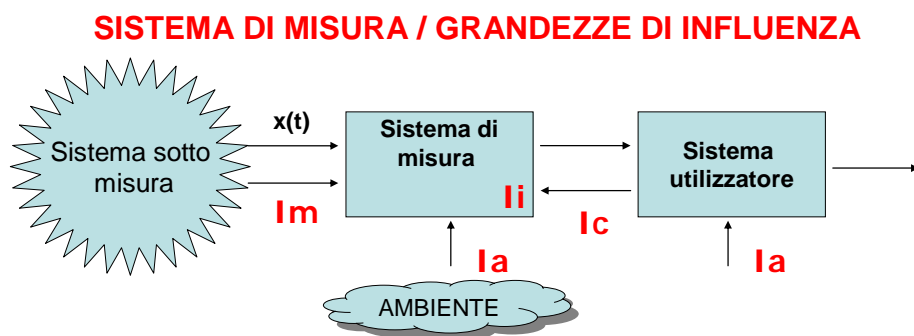 SISTEMA DI MISURA / GRANDEZZE DI INFLUENZA
x(t)
Sistema sotto
misura
Im
Sistema di
misura
Ii
Ic
Sistema
utilizzatore
Ia
Ia
AMBIENTE